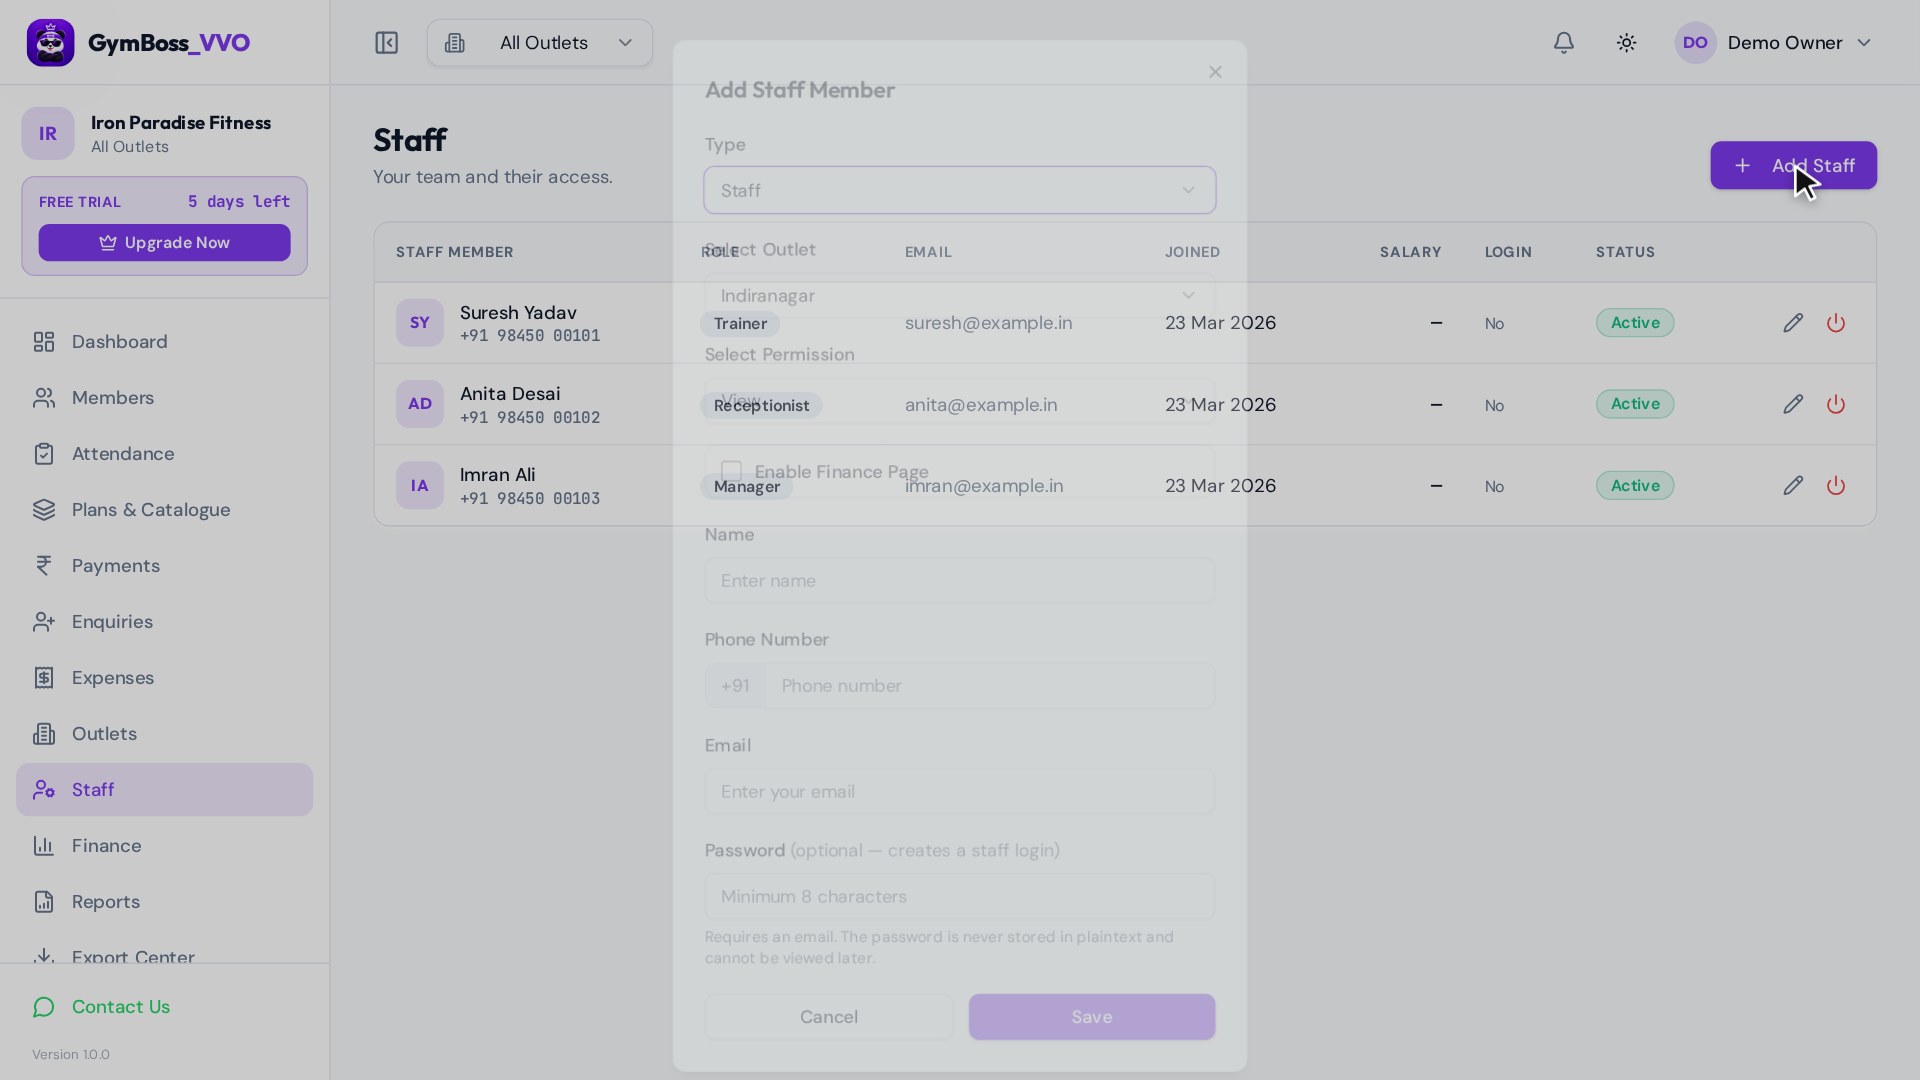 GymBoss_VVO
All Outlets
DO
Demo Owner
IR
Iron Paradise Fitness
All Outlets
FREE TRIAL
5 days left
Upgrade Now
Dashboard
Members
Attendance
Plans & Catalogue
Payments
Enquiries
Expenses
Outlets
Staff
Finance
Reports
Export Center
Contact Us
Version 1.0.0
Staff
Your team and their access.
Add Staff
STAFF MEMBER
ROLE
EMAIL
JOINED
SALARY
LOGIN
STATUS
SY
Suresh Yadav
+91 98450 00101
Trainer
suresh@example.in
23 Mar 2026
–
No
Active
AD
Anita Desai
+91 98450 00102
Receptionist
anita@example.in
23 Mar 2026
–
No
Active
IA
Imran Ali
+91 98450 00103
Manager
imran@example.in
23 Mar 2026
–
No
Active
Add Staff Member
Type
Staff
Select Outlet
Indiranagar
Select Permission
View
Enable Finance Page
Name
Enter name
Phone Number
+91
Phone number
Email
Enter your email
Password (optional — creates a staff login)
Minimum 8 characters
Requires an email. The password is never stored in plaintext and
cannot be viewed later.
Cancel
Save